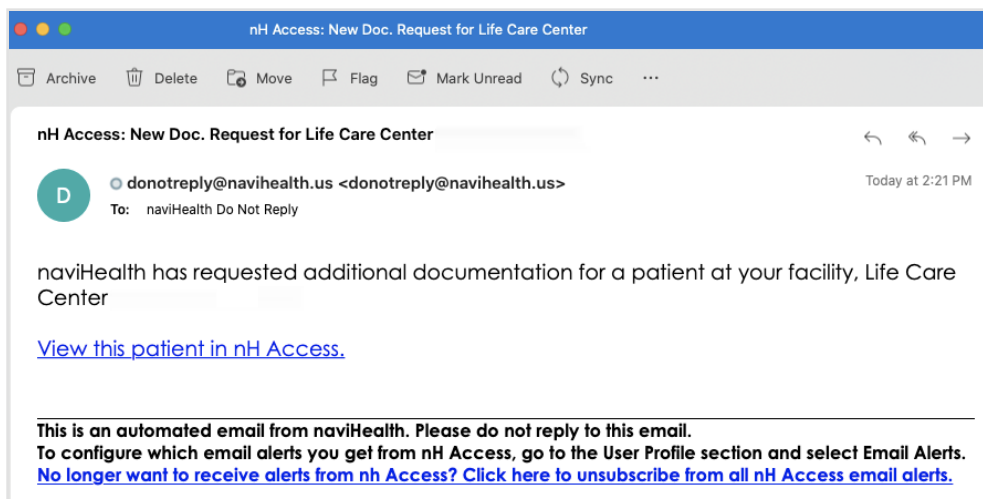 nH Access: New Doc. Request for Life Care Center
Archive Delete Move Flag Mark Unread Sync ...
nH Access: New Doc. Request for Life Care Center
D
donotreply@navihealth.us <donotreply@navihealth.us>
Today at 2:21 PM
To: naviHealth Do Not Reply
naviHealth has requested additional documentation for a patient at your facility, Life Care
Center
View this patient in nH Access.
This is an automated email from naviHealth. Please do not reply to this email.
To configure which email alerts you get from nH Access, go to the User Profile section and select Email Alerts.
No longer want to receive alerts from nh Access? Click here to unsubscribe from all nH Access email alerts.